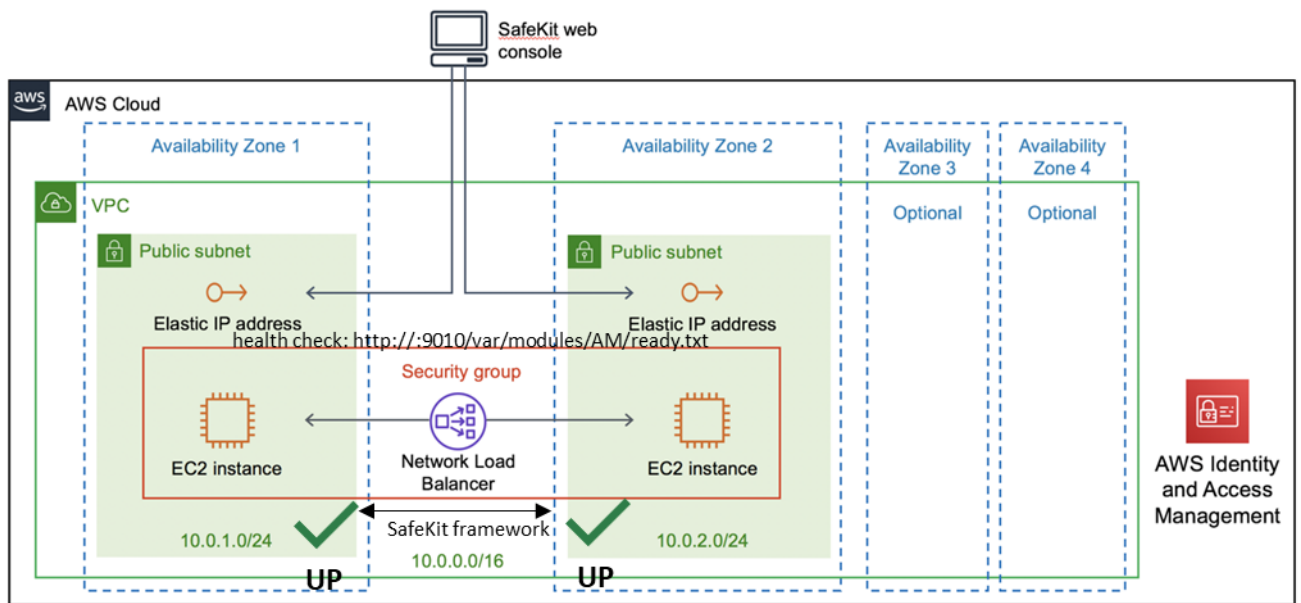 SafeKit web
console
aws
AWS Cloud
Availability Zone 1
Availability Zone 2
Availability
Zone 3
Availability
Zone 4
VPC
Optional
Optional
Public subnet
Public subnet
Elastic IP address
Elastic IP address
health check: http://:9010/var/modules/AM/ready.txt
Security group
EC2 instance
Network Load
Balancer
EC2 instance
AWS Identity
and Access
Management
SafeKit framework
10.0.1.0/24
10.0.2.0/24
10.0.0.0/16
UP
UP